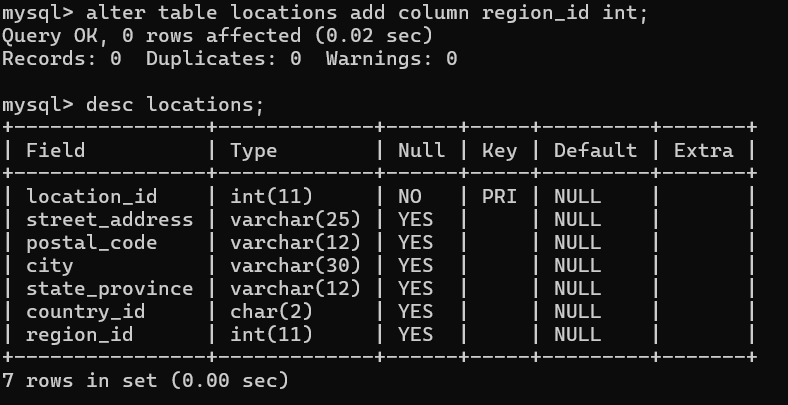 mysql> alter table locations add column region_id int;
Query OK, 0 rows affected (0.02 sec)
Records: 0  Duplicates: 0  Warnings: 0

mysql> desc locations;
+----------------+-------------+------+-----+---------+-------+
| Field          | Type        | Null | Key | Default | Extra |
+----------------+-------------+------+-----+---------+-------+
| location_id    | int(11)     | NO   | PRI | NULL    |       |
| street_address | varchar(25) | YES  |     | NULL    |       |
| postal_code    | varchar(12) | YES  |     | NULL    |       |
| city           | varchar(30) | YES  |     | NULL    |       |
| state_province | varchar(12) | YES  |     | NULL    |       |
| country_id     | char(2)     | YES  |     | NULL    |       |
| region_id      | int(11)     | YES  |     | NULL    |       |
+----------------+-------------+------+-----+---------+-------+
7 rows in set (0.00 sec)